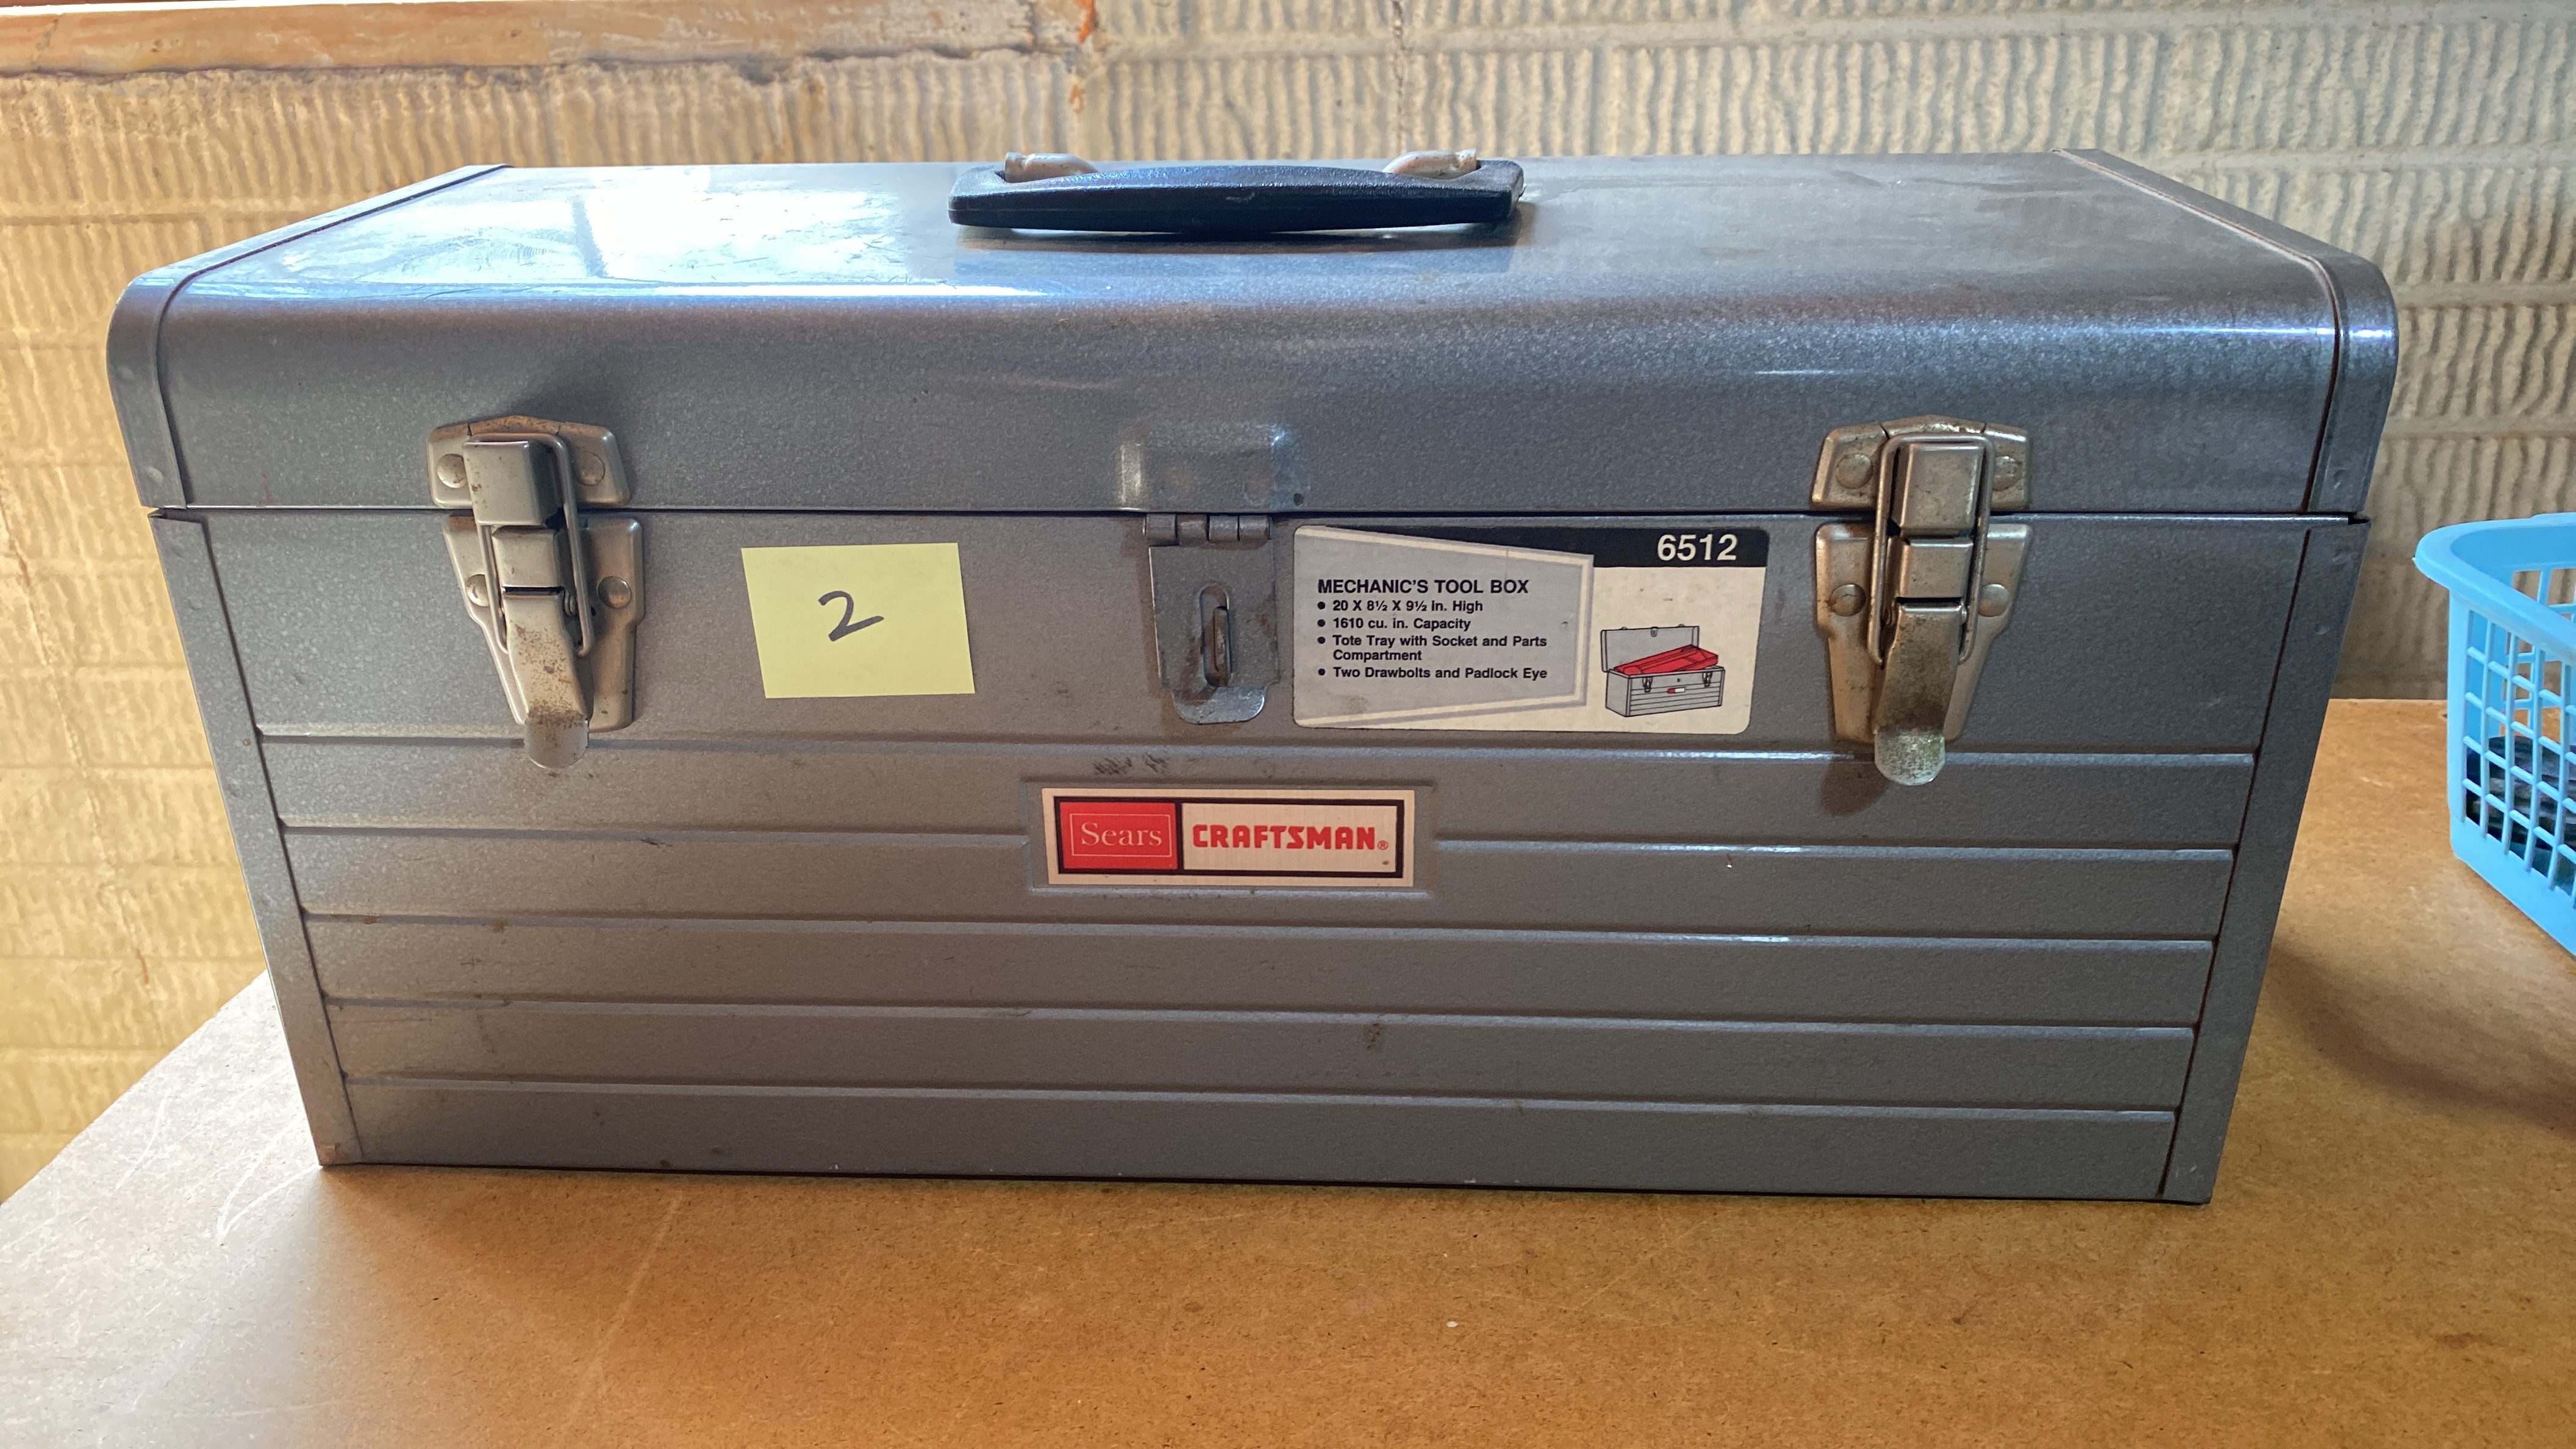 6512
MECHANIC'S TOOL BOX
• 20 X 8½ X 9½ In. High
• 1610 cu. in. Capacity
• Tote Tray with Socket and Parts
Compartment
• Two Drawbolts and Padlock Eye
2
Sears CRAFTSMAN®